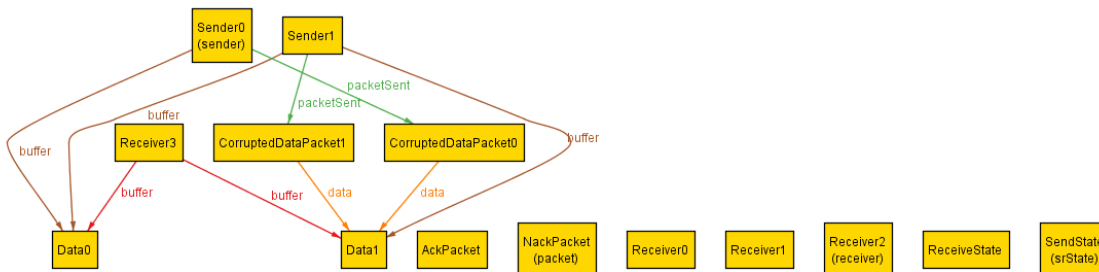 Sender0
(sender)
Sender1
packetSent
packetSent
buffer
buffer
buffer
Receiver3
CorruptedDataPacket1
CorruptedDataPacket0
buffer
buffer
data
data
Data0
Data1
AckPacket
NackPacket
(packet)
Receiver0
Receiver1
Receiver2
(receiver)
ReceiveState
SendState
(srState)